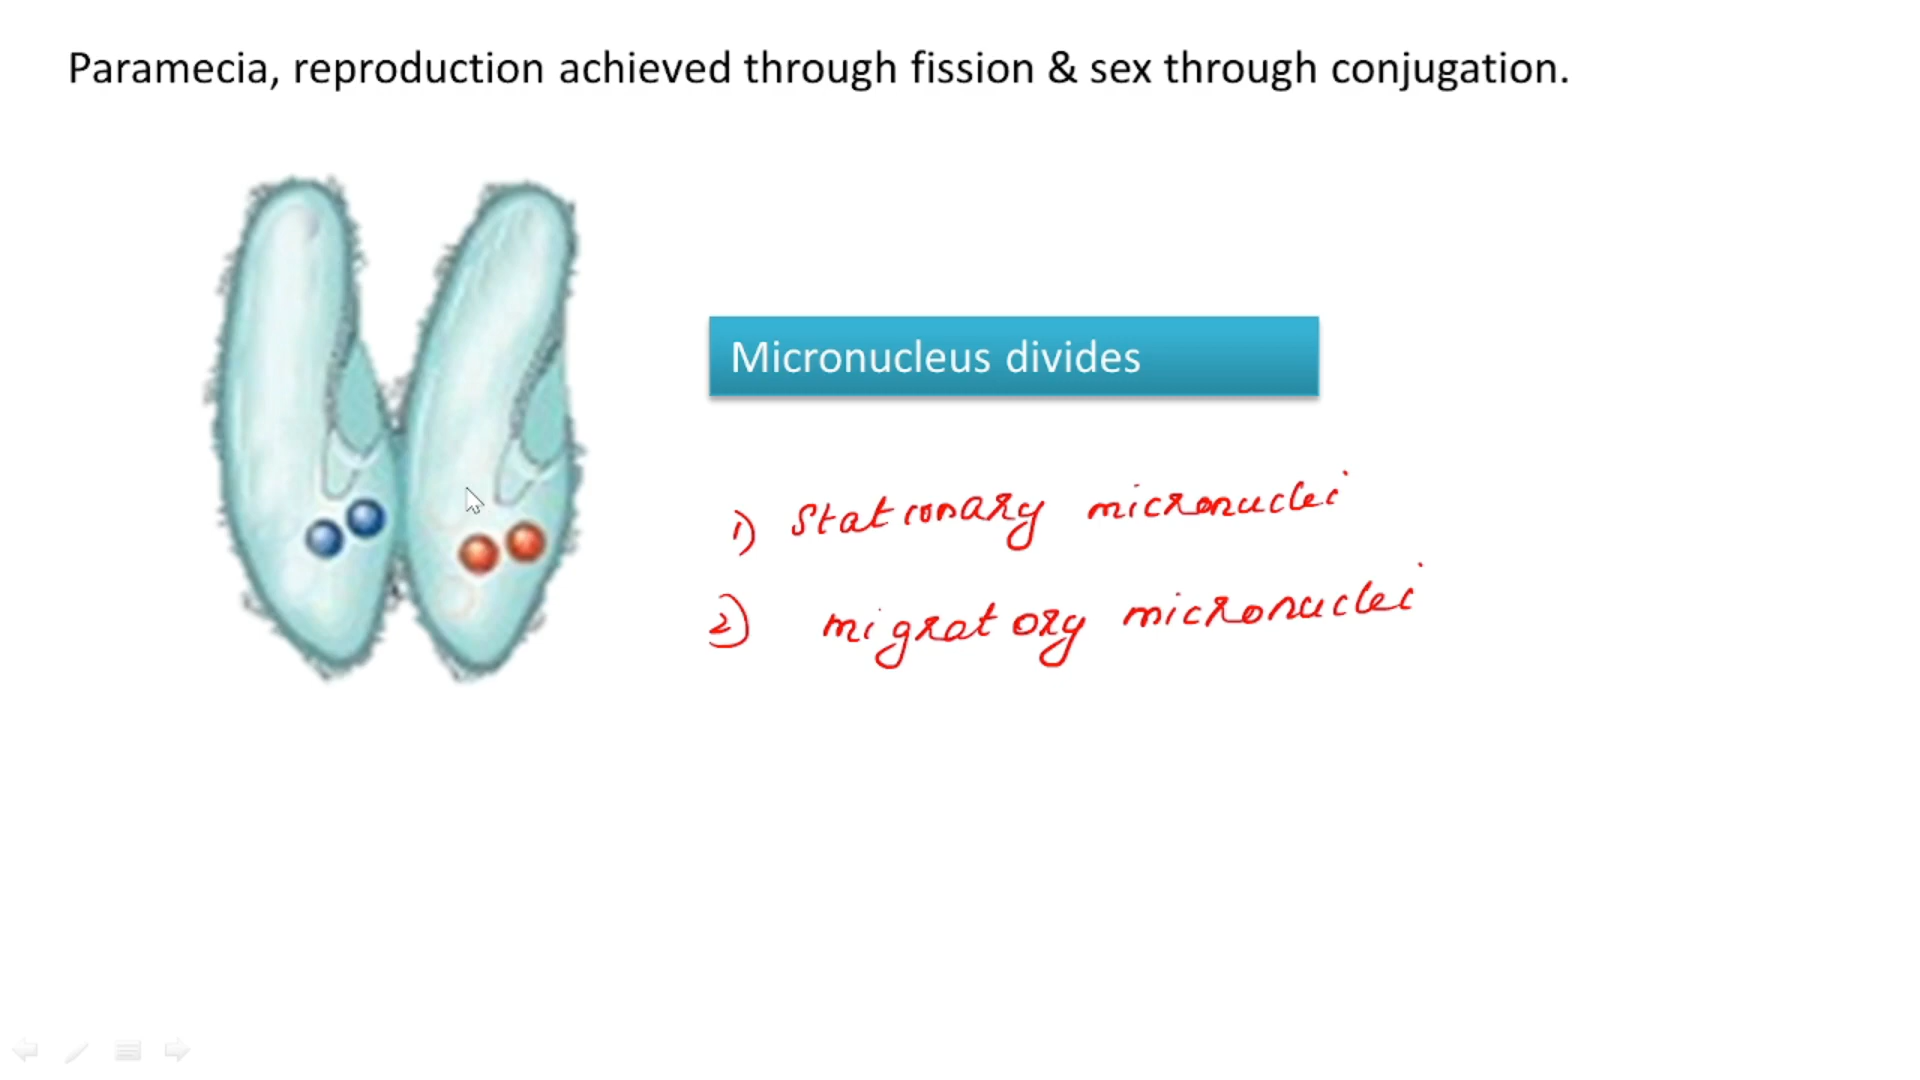 Paramecia, reproduction achieved through fission & sex through conjugation.
Micronucleus divides
1) Stationary micronuclei
2) migratory micronuclei